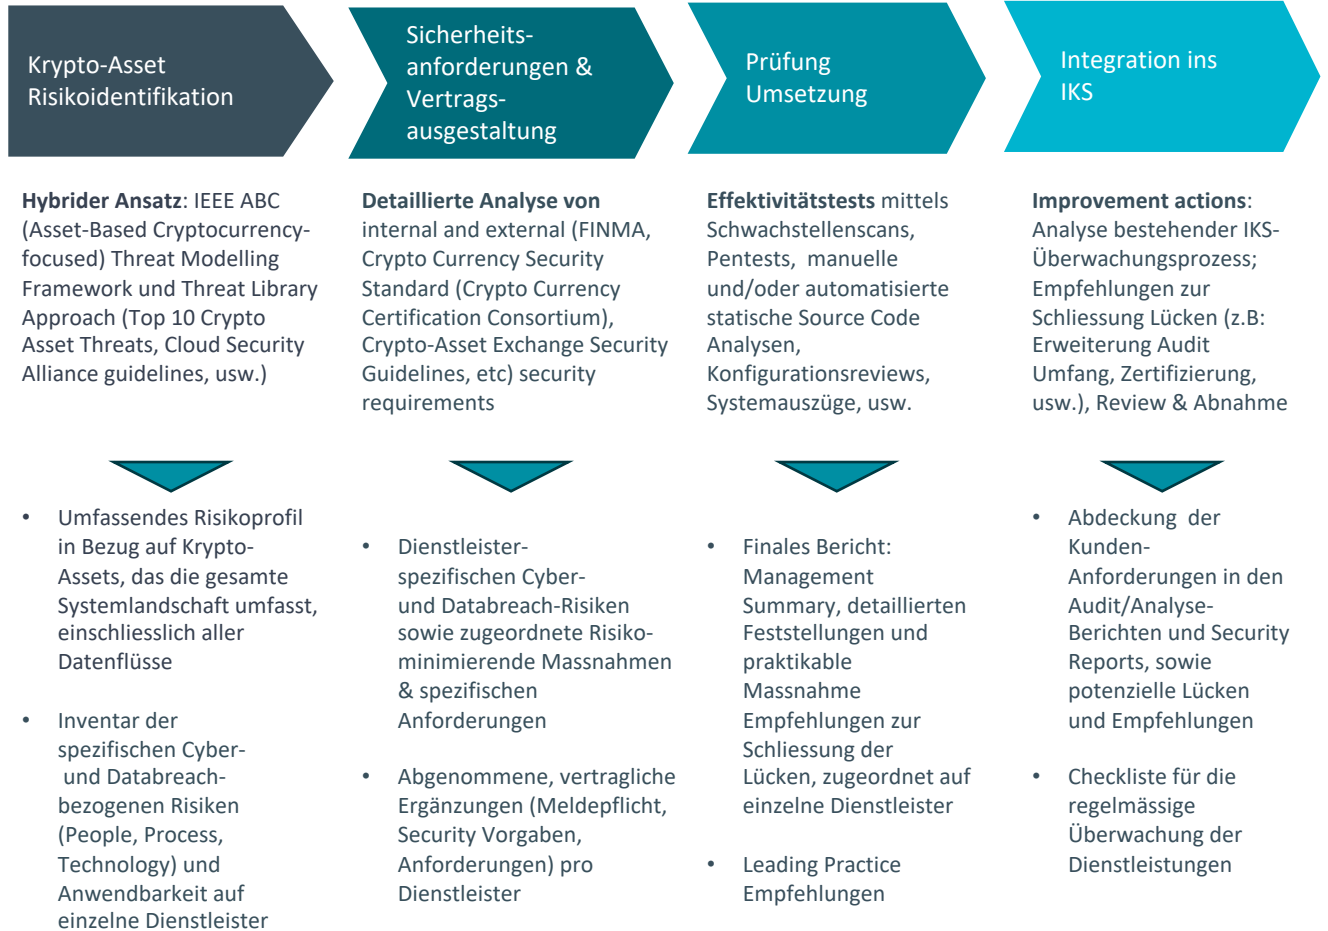 Krypto-Asset
Risikoidentifikation
Sicherheits-
anforderungen &
Vertrags-
ausgestaltung
Prüfung
Umsetzung
Integration ins
IKS
Hybrider Ansatz: IEEE ABC
(Asset-Based Cryptocurrency-
focused) Threat Modelling
Framework und Threat Library
Approach (Top 10 Crypto
Asset Threats, Cloud Security
Alliance guidelines, usw.)
Detaillierte Analyse von
internal and external (FINMA,
Crypto Currency Security
Standard (Crypto Currency
Certification Consortium),
Crypto-Asset Exchange Security
Guidelines, etc) security
requirements
Effektivitätstests mittels
Schwachstellenscans,
Pentests, manuelle
und/oder automatisierte
statische Source Code
Analysen,
Konfigurationsreviews,
Systemauszüge, usw.
Improvement actions:
Analyse bestehender IKS-
Überwachungsprozess;
Empfehlungen zur
Schliessung Lücken (z.B:
Erweiterung Audit
Umfang, Zertifizierung,
usw.), Review & Abnahme
• Umfassendes Risikoprofil
in Bezug auf Krypto-
Assets, das die gesamte
Systemlandschaft umfasst,
einschliesslich aller
Datenflüsse
• Inventar der
spezifischen Cyber-
und Databreach-
bezogenen Risiken
(People, Process,
Technology) und
Anwendbarkeit auf
einzelne Dienstleister
• Dienstleister-
spezifischen Cyber-
und Databreach-Risiken
sowie zugeordnete Risiko-
minimierende Massnahmen
& spezifischen
Anforderungen
• Abgenommene, vertragliche
Ergänzungen (Meldepflicht,
Security Vorgaben,
Anforderungen) pro
Dienstleister
• Finales Bericht:
Management
Summary, detaillierten
Feststellungen und
praktikable
Massnahme
Empfehlungen zur
Schliessung der
Lücken, zugeordnet auf
einzelne Dienstleister
• Leading Practice
Empfehlungen
• Abdeckung der
Kunden-
Anforderungen in den
Audit/Analyse-
Berichten und Security
Reports, sowie
potenzielle Lücken
und Empfehlungen
• Checkliste für die
regelmässige
Überwachung der
Dienstleistungen